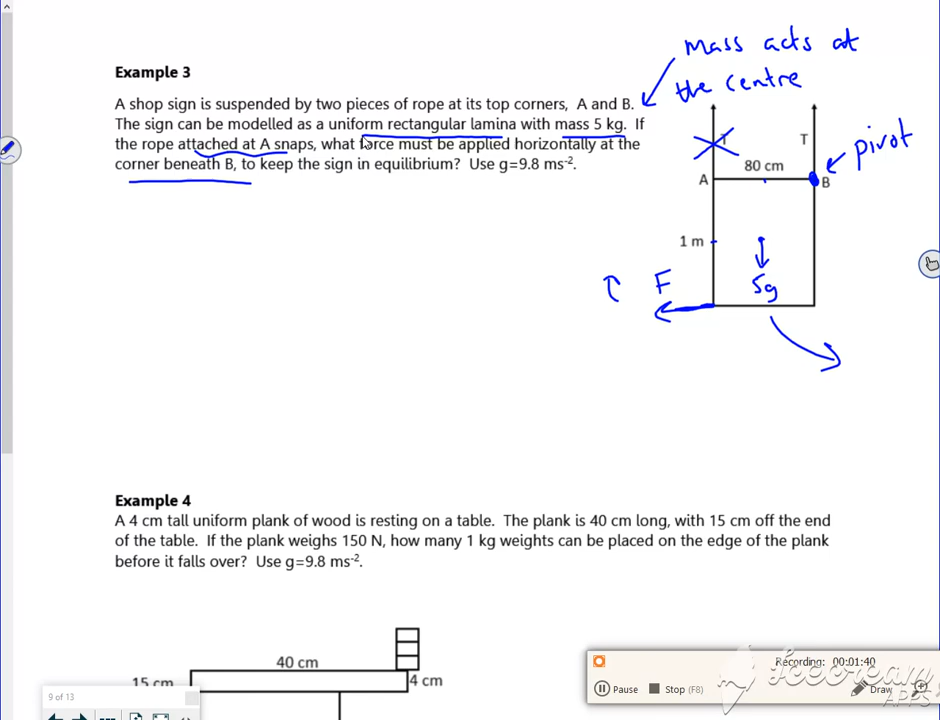 mass acts at
the centre
Example 3
A shop sign is suspended by two pieces of rope at its top corners, A and B.
The sign can be modelled as a uniform rectangular lamina with mass 5 kg. If
the rope attached at A snaps, what force must be applied horizontally at the
corner beneath B, to keep the sign in equilibrium? Use g=9.8 ms⁻².
T
T
pivot
80 cm
A
B
1 m
F
5g
Example 4
A 4 cm tall uniform plank of wood is resting on a table. The plank is 40 cm long, with 15 cm off the end
of the table. If the plank weighs 150 N, how many 1 kg weights can be placed on the edge of the plank
before it falls over? Use g=9.8 ms⁻².
40 cm
15 cm
4 cm
9 of 13
Recording: 00:01:40
Pause
Stop (F8)
Draw
Icecream
APPS